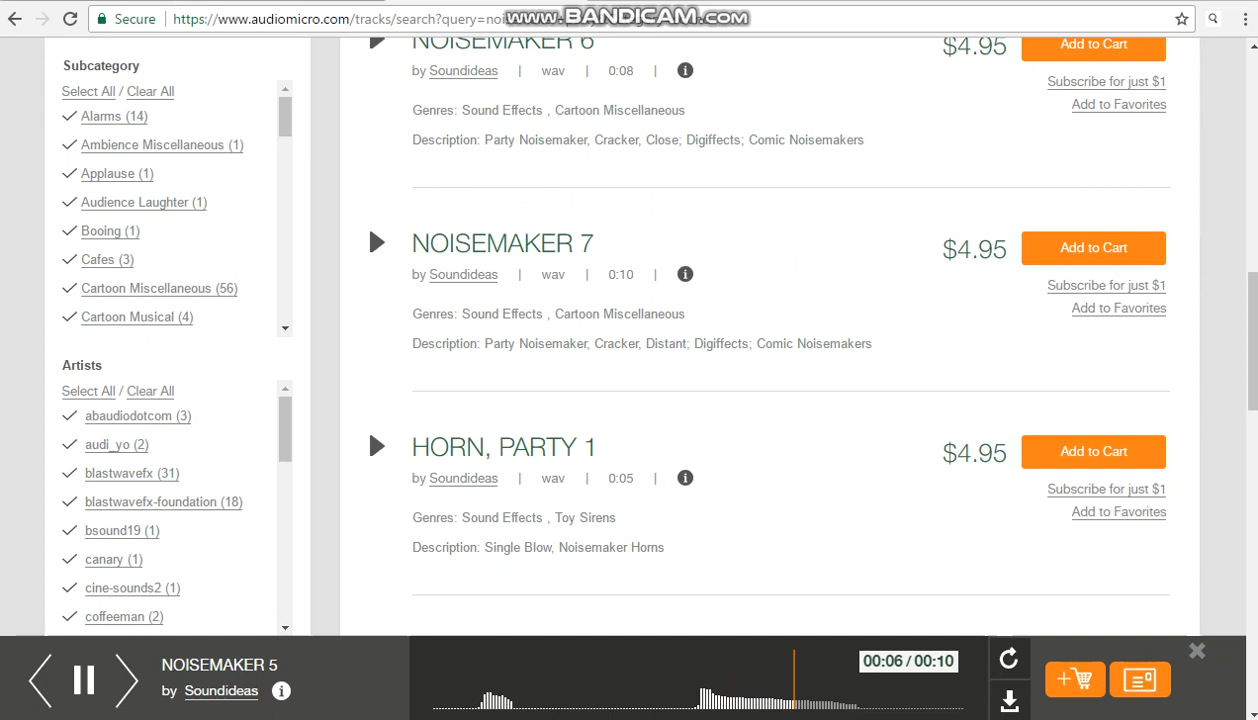 Secure
https://www.audiomicro.com/tracks/search?query=noi
www.BANDICAM.com
Subcategory
Select All / Clear All
Alarms (14)
Ambience Miscellaneous (1)
Applause (1)
Audience Laughter (1)
Booing (1)
Cafes (3)
Cartoon Miscellaneous (56)
Cartoon Musical (4)
Artists
Select All / Clear All
abaudiodotcom (3)
audi_yo (2)
blastwavefx (31)
blastwavefx-foundation (18)
bsound19 (1)
canary (1)
cine-sounds2 (1)
coffeeman (2)
NOISEMAKER 6
$4.95
Add to Cart
by Soundideas | wav | 0:08 |
Subscribe for just $1
Add to Favorites
Genres: Sound Effects , Cartoon Miscellaneous
Description: Party Noisemaker, Cracker, Close; Digiffects; Comic Noisemakers
NOISEMAKER 7
$4.95
Add to Cart
by Soundideas | wav | 0:10 |
Subscribe for just $1
Add to Favorites
Genres: Sound Effects , Cartoon Miscellaneous
Description: Party Noisemaker, Cracker, Distant; Digiffects; Comic Noisemakers
HORN, PARTY 1
$4.95
Add to Cart
by Soundideas | wav | 0:05 |
Subscribe for just $1
Add to Favorites
Genres: Sound Effects , Toy Sirens
Description: Single Blow, Noisemaker Horns
NOISEMAKER 5
by Soundideas
00:06 / 00:10